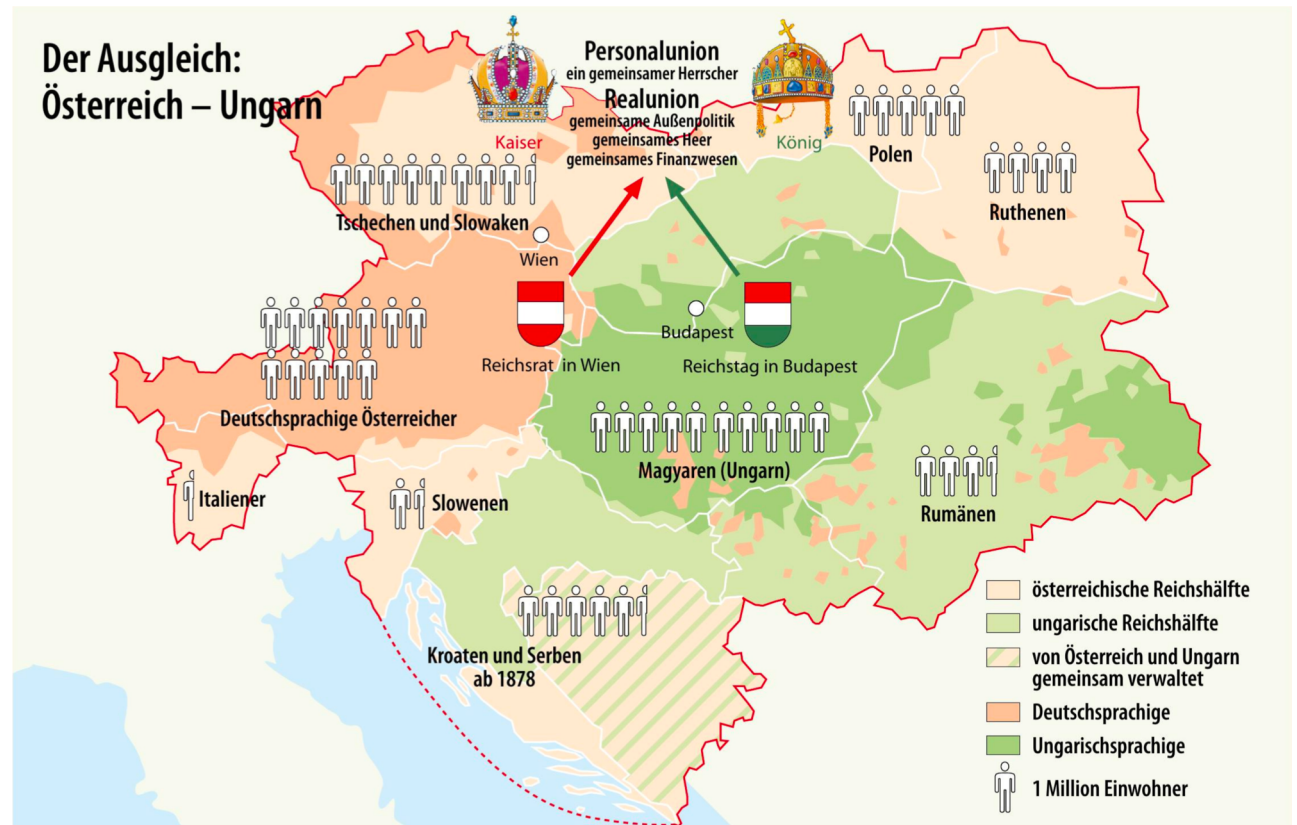 Der Ausgleich:
Österreich – Ungarn
Personalunion
ein gemeinsamer Herrscher
Realunion
gemeinsame Außenpolitik
gemeinsames Heer
gemeinsames Finanzwesen
Kaiser
König
Polen
Ruthenen
Tschechen und Slowaken
Wien
Budapest
Reichsrat in Wien
Reichstag in Budapest
Deutschsprachige Österreicher
Magyaren (Ungarn)
Italiener
Slowenen
Rumänen
Kroaten und Serben
ab 1878
österreichische Reichshälfte
ungarische Reichshälfte
von Österreich und Ungarn
gemeinsam verwaltet
Deutschsprachige
Ungarischsprachige
1 Million Einwohner